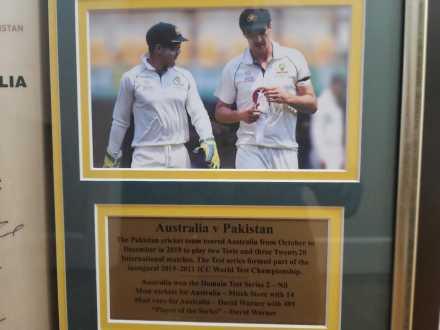 KISTAN
LIA
Australia v Pakistan
The Pakistan cricket team toured Australia from October to
December in 2019 to play two Tests and three Twenty20
International matches. The Test series formed part of the
inaugural 2019–2021 ICC World Test Championship.
Australia won the Domain Test Series 2 – Nil
Most wickets for Australia – Mitch Starc with 14
Most runs for Australia – David Warner with 489
"Player of the Series" – David Warner